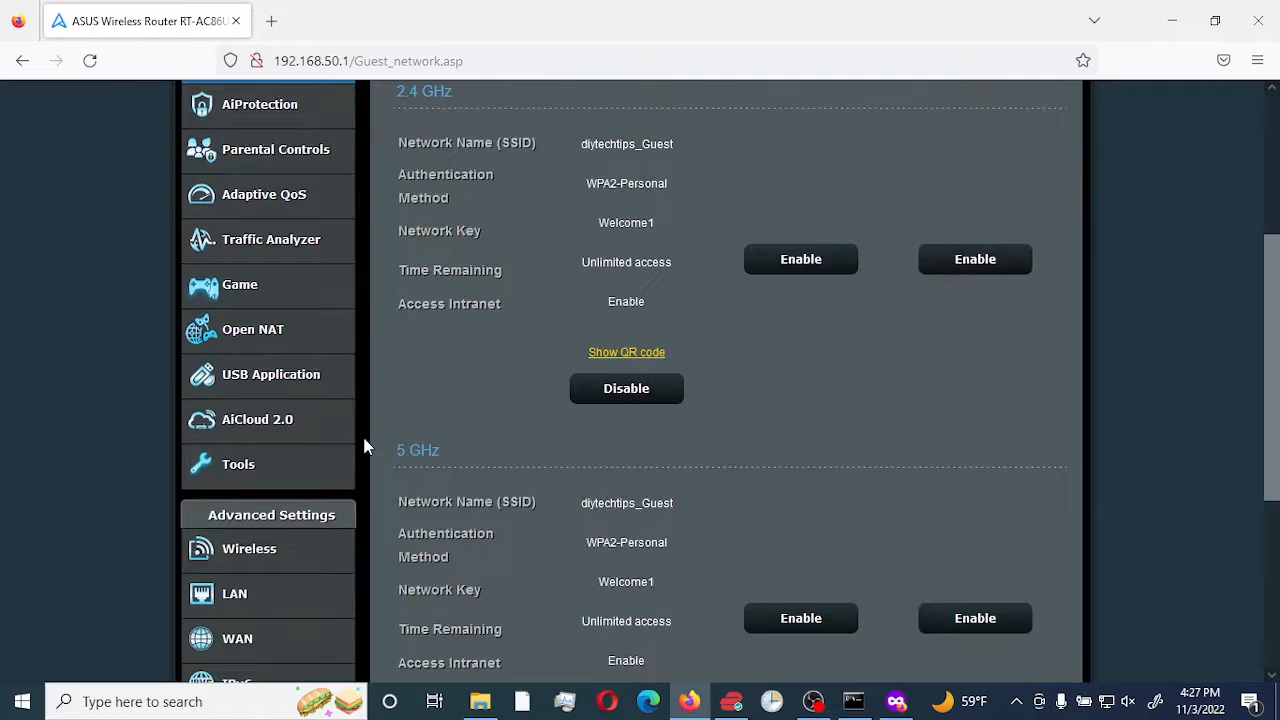 ASUS Wireless Router RT-AC86U
192.168.50.1/Guest_network.asp
AiProtection
Parental Controls
Adaptive QoS
Traffic Analyzer
Game
Open NAT
USB Application
AiCloud 2.0
Tools
Advanced Settings
Wireless
LAN
WAN
2.4 GHz
Network Name (SSID) diytechtips_Guest
Authentication
Method
WPA2-Personal
Network Key Welcome1
Time Remaining Unlimited access
Access Intranet Enable
Enable Enable
Show QR code
Disable
5 GHz
Network Name (SSID) diytechtips_Guest
Authentication
Method
WPA2-Personal
Network Key Welcome1
Time Remaining Unlimited access
Access Intranet Enable
Enable Enable
Type here to search
59°F
4:27 PM
11/3/2022
1